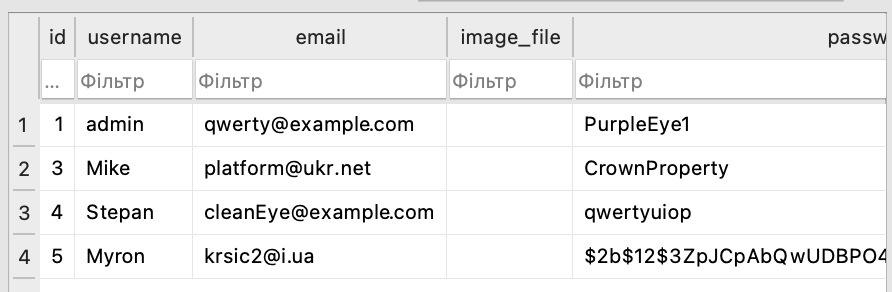 id username email image_file passw
... Фільтр Фільтр Фільтр Фільтр
1 1 admin qwerty@example.com PurpleEye1
2 3 Mike platform@ukr.net CrownProperty
3 4 Stepan cleanEye@example.com qwertyuiop
4 5 Myron krsic2@i.ua $2b$12$3ZpJCpAbQwUDBPO4